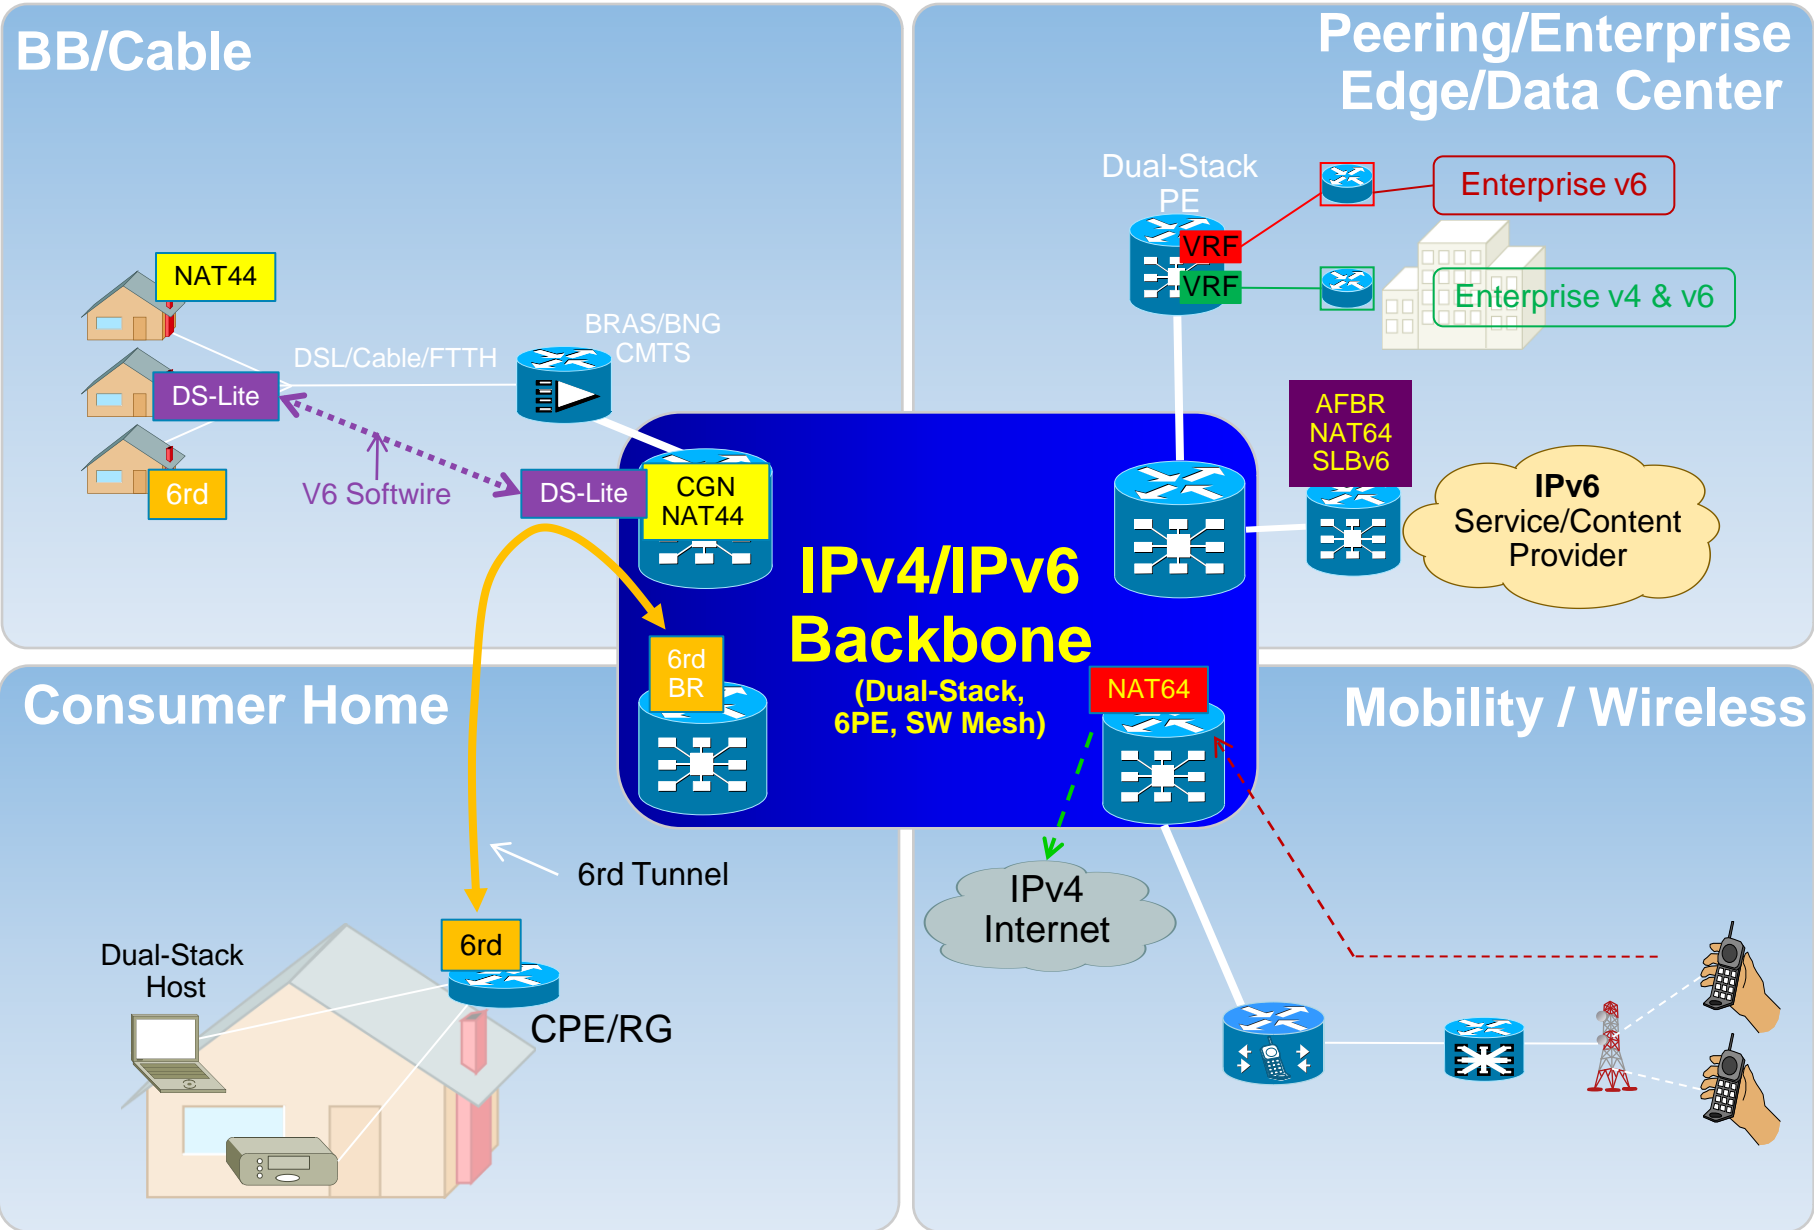 BB/Cable
NAT44
DSL/Cable/FTTH
BRAS/BNG
CMTS
DS-Lite
6rd
V6 Softwire
DS-Lite
CGN
NAT44
Peering/Enterprise
Edge/Data Center
Dual-Stack
PE
VRF
VRF
Enterprise v6
Enterprise v4 & v6
AFBR
NAT64
SLBv6
IPv6
Service/Content
Provider
IPv4/IPv6
Backbone
(Dual-Stack,
6PE, SW Mesh)
6rd
BR
NAT64
Consumer Home
6rd Tunnel
6rd
Dual-Stack
Host
CPE/RG
Mobility / Wireless
IPv4
Internet